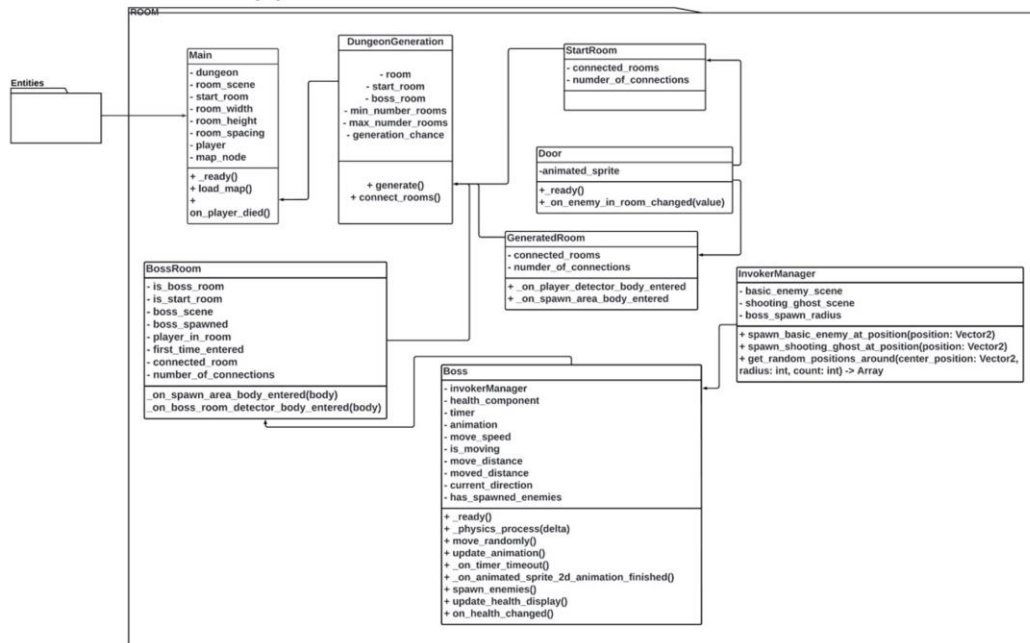 ROOM
Entities
Main
- dungeon
- room_scene
- start_room
- room_width
- room_height
- room_spacing
- player
- map_node
+ _ready()
+ load_map()
+
on_player_died()
DungeonGeneration
- room
- start_room
- boss_room
- min_number_rooms
- max_numder_rooms
- generation_chance
+ generate()
+ connect_rooms()
StartRoom
- connected_rooms
- numder_of_connections
Door
-animated_sprite
+_ready()
+_on_enemy_in_room_changed(value)
GeneratedRoom
- connected_rooms
- numder_of_connections
+ _on_player_detector_body_entered
+ _on_spawn_area_body_entered
BossRoom
- is_boss_room
- is_start_room
- boss_scene
- boss_spawned
- player_in_room
- first_time_entered
- connected_room
- number_of_connections
_on_spawn_area_body_entered(body)
_on_boss_room_detector_body_entered(body)
InvokerManager
- basic_enemy_scene
- shooting_ghost_scene
- boss_spawn_radius
+ spawn_basic_enemy_at_position(position: Vector2)
+ spawn_shooting_ghost_at_position(position: Vector2)
+ get_random_positions_around(center_position: Vector2,
radius: int, count: int) -> Array
Boss
- invokerManager
- health_component
- timer
- animation
- move_speed
- is_moving
- move_distance
- moved_distance
- current_direction
- has_spawned_enemies
+ _ready()
+ _physics_process(delta)
+ move_randomly()
+ update_animation()
+ _on_timer_timeout()
+ _on_animated_sprite_2d_animation_finished()
+ spawn_enemies()
+ update_health_display()
+ on_health_changed()